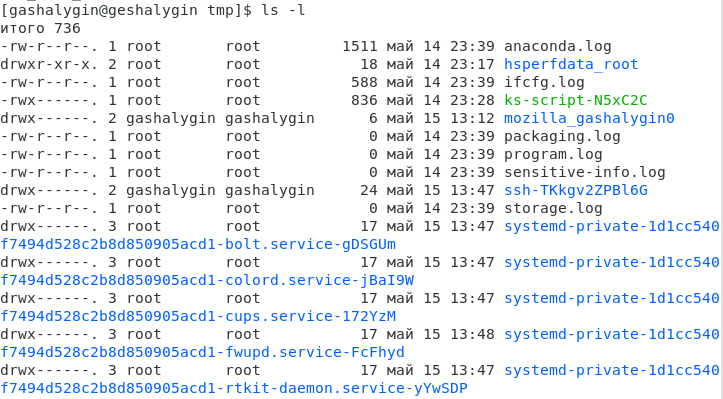 [gashalygin@geshalygin tmp]$ ls -l
итого 736
-rw-r--r--. 1 root       root         1511 май 14 23:39 anaconda.log
drwxr-xr-x. 2 root       root           18 май 14 23:17 hsperfdata_root
-rw-r--r--. 1 root       root          588 май 14 23:39 ifcfg.log
-rwx------. 1 root       root          836 май 14 23:28 ks-script-N5xC2C
drwx------. 2 gashalygin gashalygin      6 май 15 13:12 mozilla_gashalygin0
-rw-r--r--. 1 root       root            0 май 14 23:39 packaging.log
-rw-r--r--. 1 root       root            0 май 14 23:39 program.log
-rw-r--r--. 1 root       root            0 май 14 23:39 sensitive-info.log
drwx------. 2 gashalygin gashalygin     24 май 15 13:47 ssh-TKkgv2ZPBl6G
-rw-r--r--. 1 root       root            0 май 14 23:39 storage.log
drwx------. 3 root       root           17 май 15 13:47 systemd-private-1d1cc540
f7494d528c2b8d850905acd1-bolt.service-gDSGUm
drwx------. 3 root       root           17 май 15 13:47 systemd-private-1d1cc540
f7494d528c2b8d850905acd1-colord.service-jBaI9W
drwx------. 3 root       root           17 май 15 13:47 systemd-private-1d1cc540
f7494d528c2b8d850905acd1-cups.service-172YzM
drwx------. 3 root       root           17 май 15 13:48 systemd-private-1d1cc540
f7494d528c2b8d850905acd1-fwupd.service-FcFhyd
drwx------. 3 root       root           17 май 15 13:47 systemd-private-1d1cc540
f7494d528c2b8d850905acd1-rtkit-daemon.service-yYwSDP